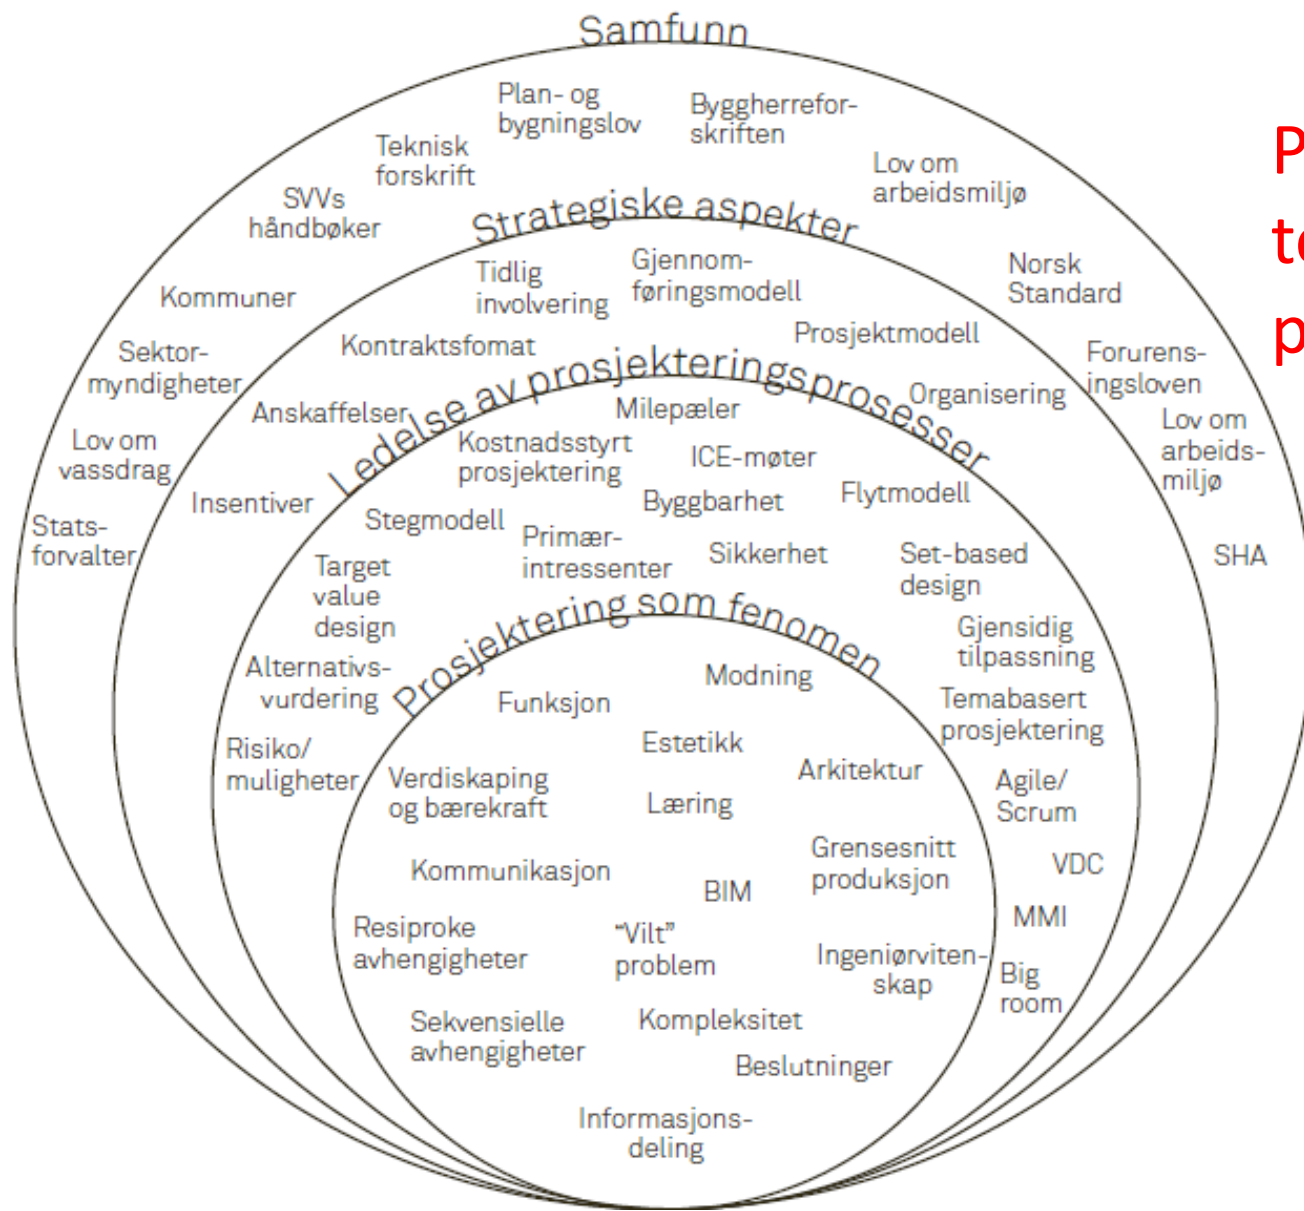 Samfunn
Plan- og
bygningslov
Byggherrefor-
skriften
Teknisk
forskrift
Lov om
arbeidsmiljø
SVVs
håndbøker
Kommuner
Norsk
Standard
Sektor-
myndigheter
Forurens-
ingsloven
Lov om
vassdrag
Lov om
arbeids-
miljø
Stats-
forvalter
SHA
Strategiske aspekter
Tidlig
involvering
Gjennom-
føringsmodell
Kontraktsfomat
Prosjektmodell
Anskaffelser
Organisering
Insentiver
Ledelse av prosjekteringsprosesser
Milepæler
Kostnadsstyrt
prosjektering
ICE-møter
Byggbarhet
Flytmodell
Stegmodell
Primær-
intressenter
Sikkerhet
Set-based
design
Target
value
design
Gjensidig
tilpassning
Alternativs-
vurdering
Temabasert
prosjektering
Risiko/
muligheter
Agile/
Scrum
VDC
MMI
Big
room
Prosjektering som fenomen
Modning
Funksjon
Estetikk
Arkitektur
Verdiskaping
og bærekraft
Læring
Grensesnitt
produksjon
Kommunikasjon
BIM
Resiproke
avhengigheter
"Vilt"
problem
Ingeniørviten-
skap
Sekvensielle
avhengigheter
Kompleksitet
Beslutninger
Informasjons-
deling